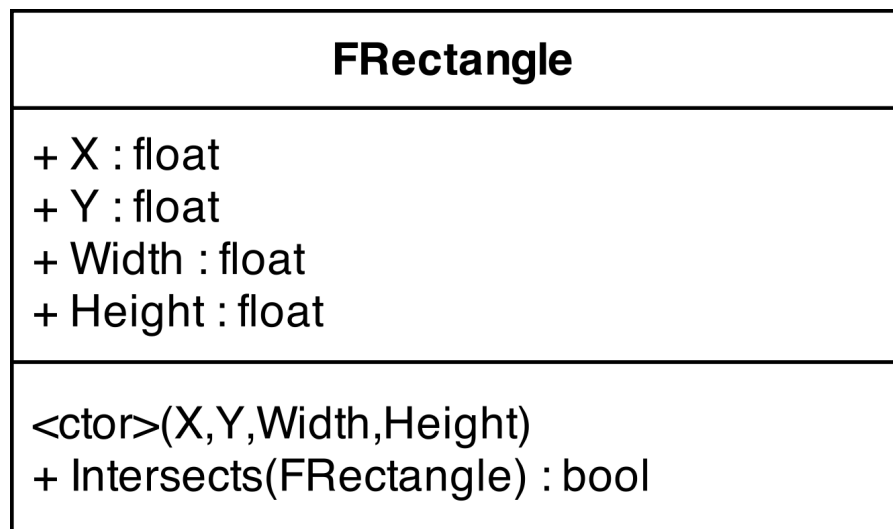 FRectangle
+ X : float
+ Y : float
+ Width : float
+ Height : float
<ctor>(X,Y,Width,Height)
+ Intersects(FRectangle) : bool